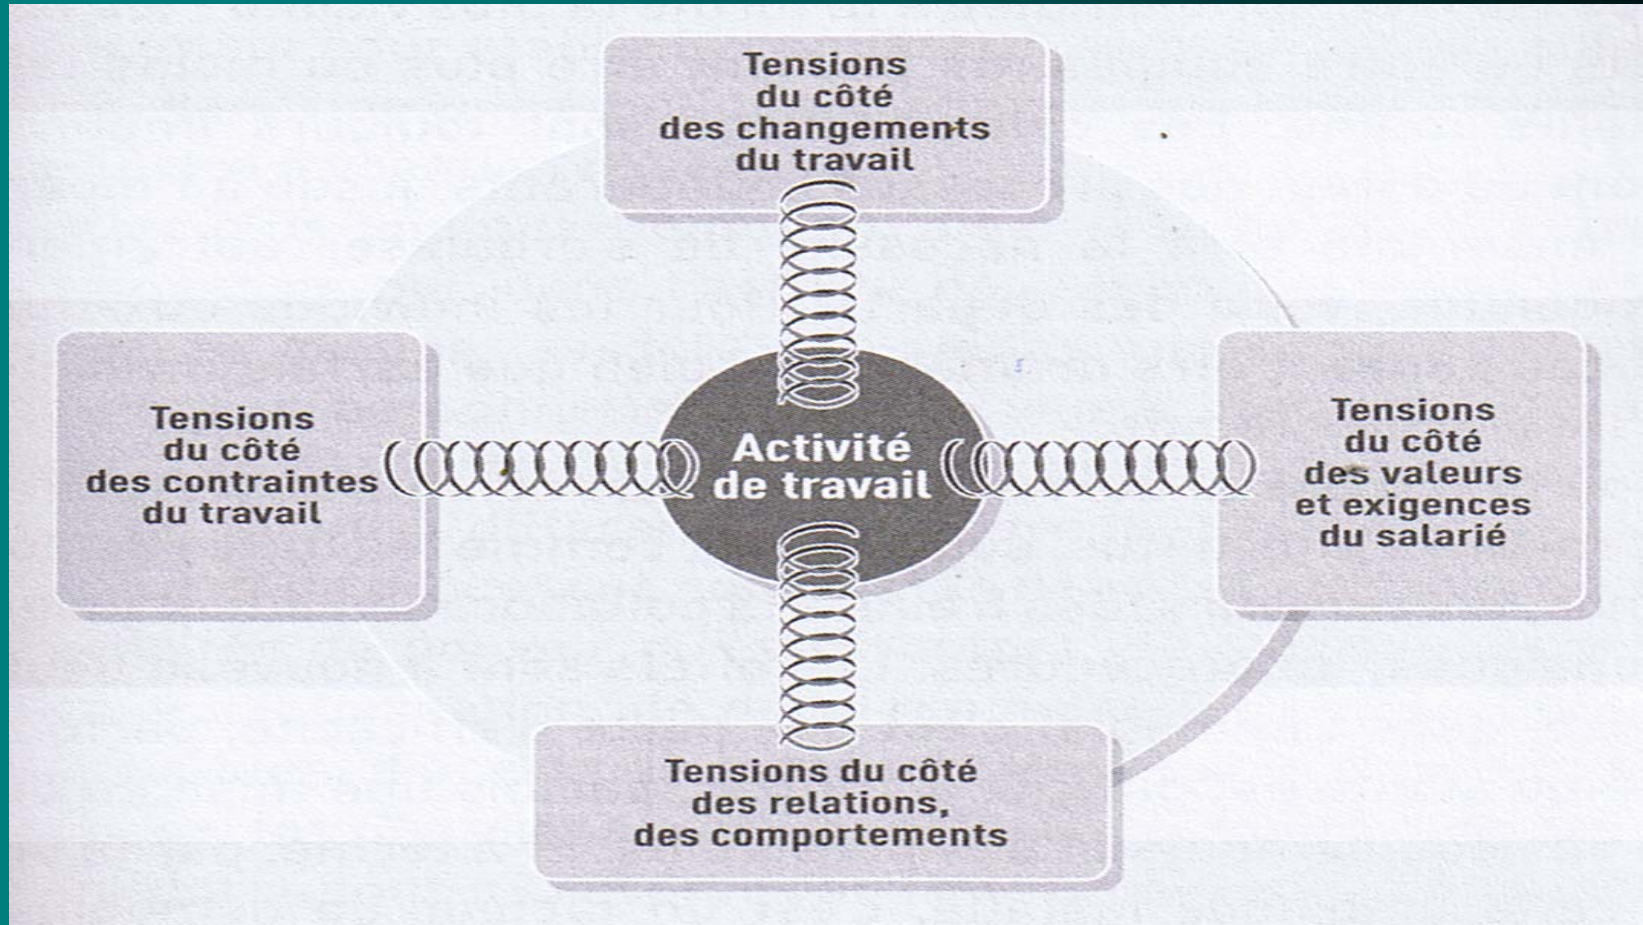 Tensions
du côté
des changements
du travail
Tensions
du côté
des contraintes
du travail
Activité
de travail
Tensions
du côté
des valeurs
et exigences
du salarié
Tensions du côté
des relations,
des comportements